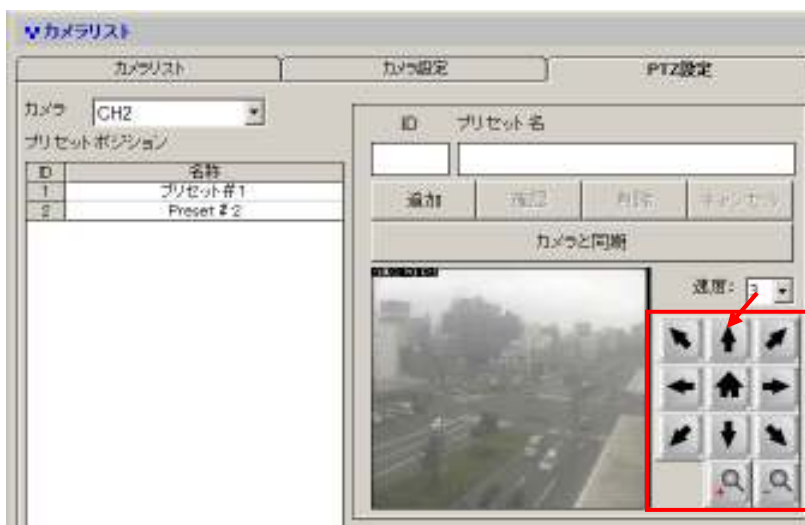 カメラリスト
カメラリスト カメラ設定 PTZ設定
カメラ CH2
プリセットポジション
ID 名称
1 プリセット#1
2 Preset # 2
ID プリセット名
追加 確認 削除 キャンセル
カメラと同期
速度: 3